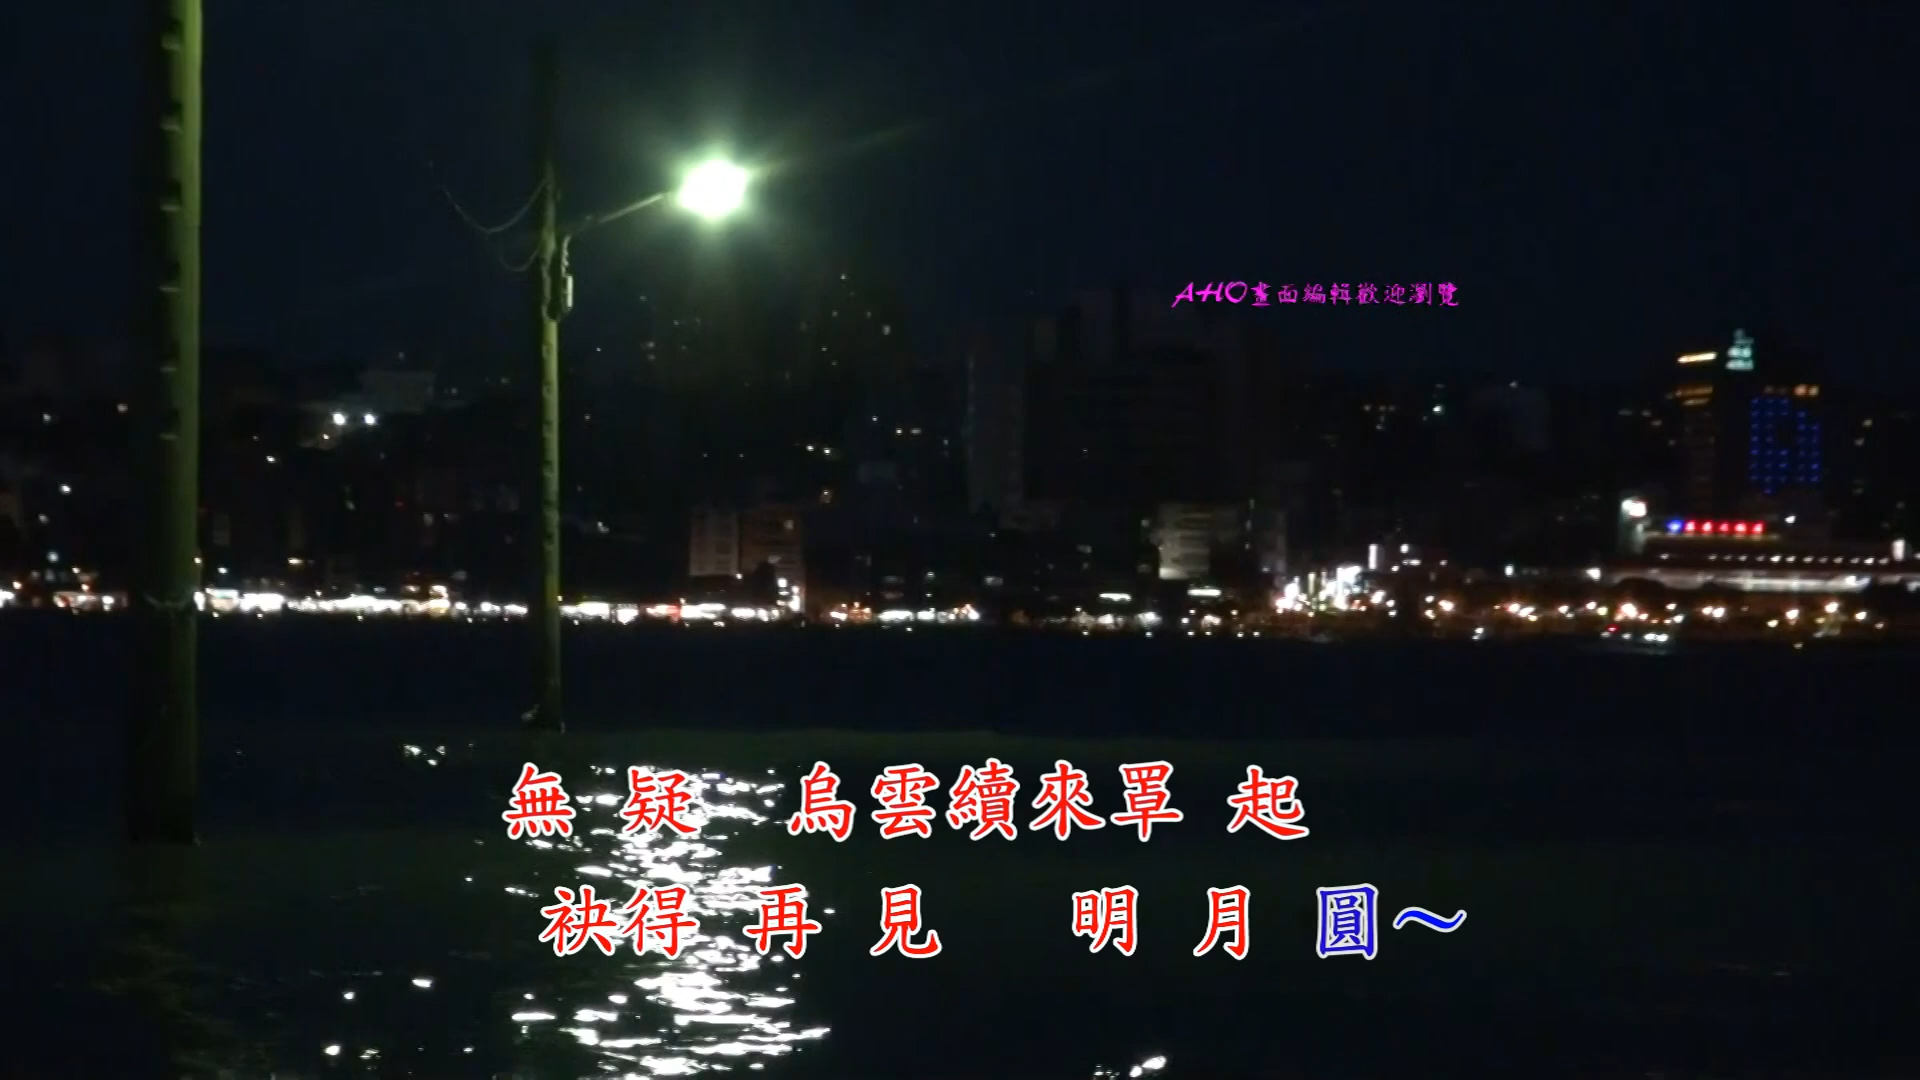 AHO畫面編輯歡迎瀏覽
無 疑 烏雲續來罩 起
袂得 再 見 明 月 圓～